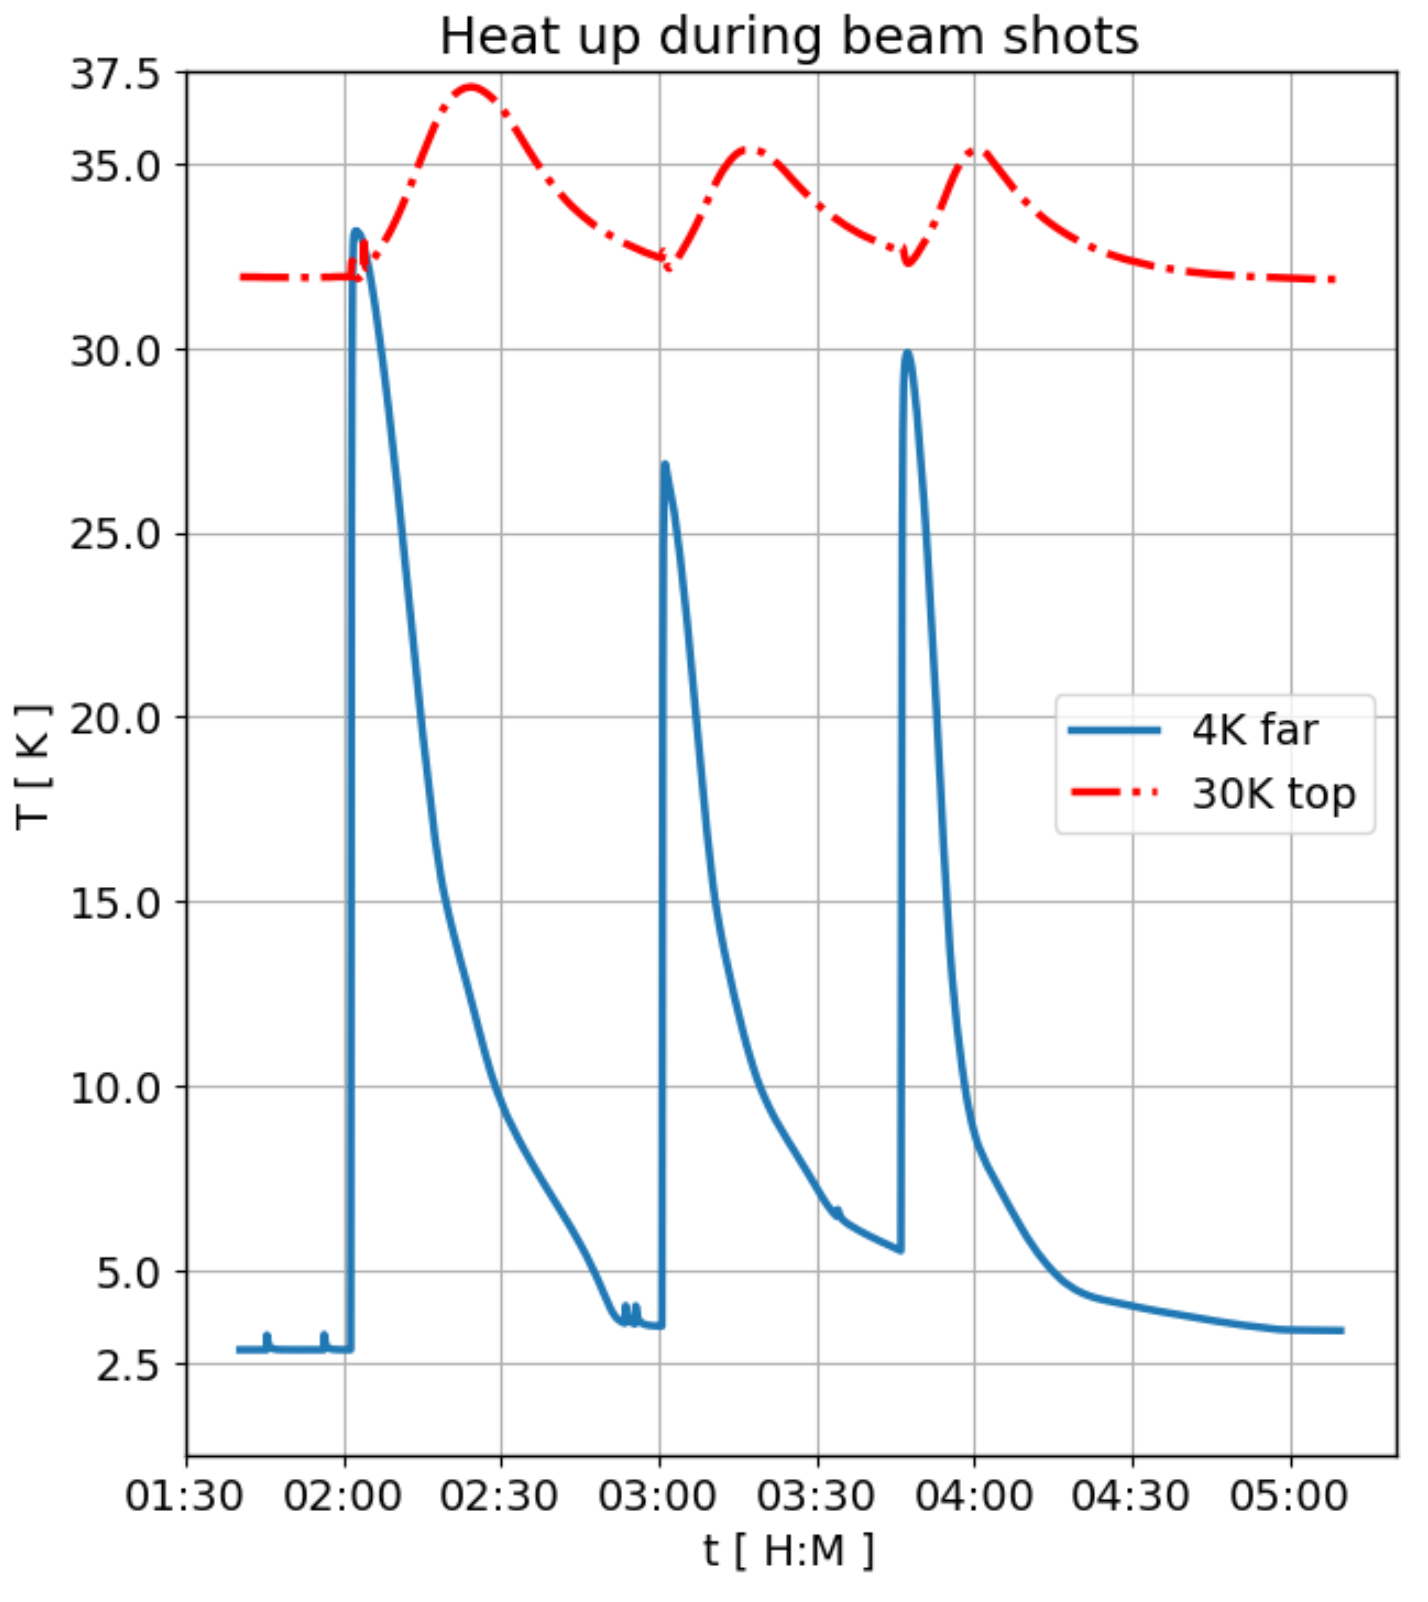 Heat up during beam shots
37.5
35.0
30.0
25.0
20.0
15.0
10.0
5.0
2.5
T [ K ]
4K far
30K top
01:30 02:00 02:30 03:00 03:30 04:00 04:30 05:00
t [ H:M ]